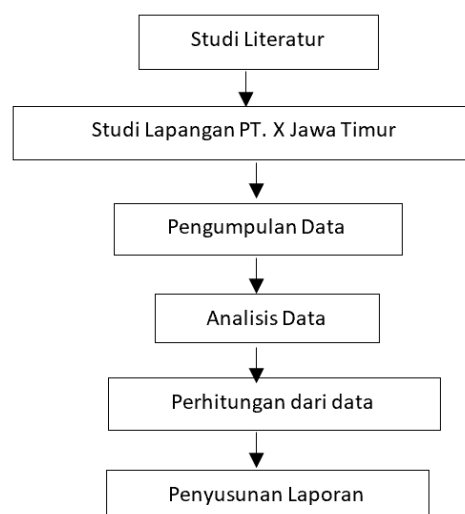 Studi Literatur
Studi Lapangan PT. X Jawa Timur
Pengumpulan Data
Analisis Data
Perhitungan dari data
Penyusunan Laporan